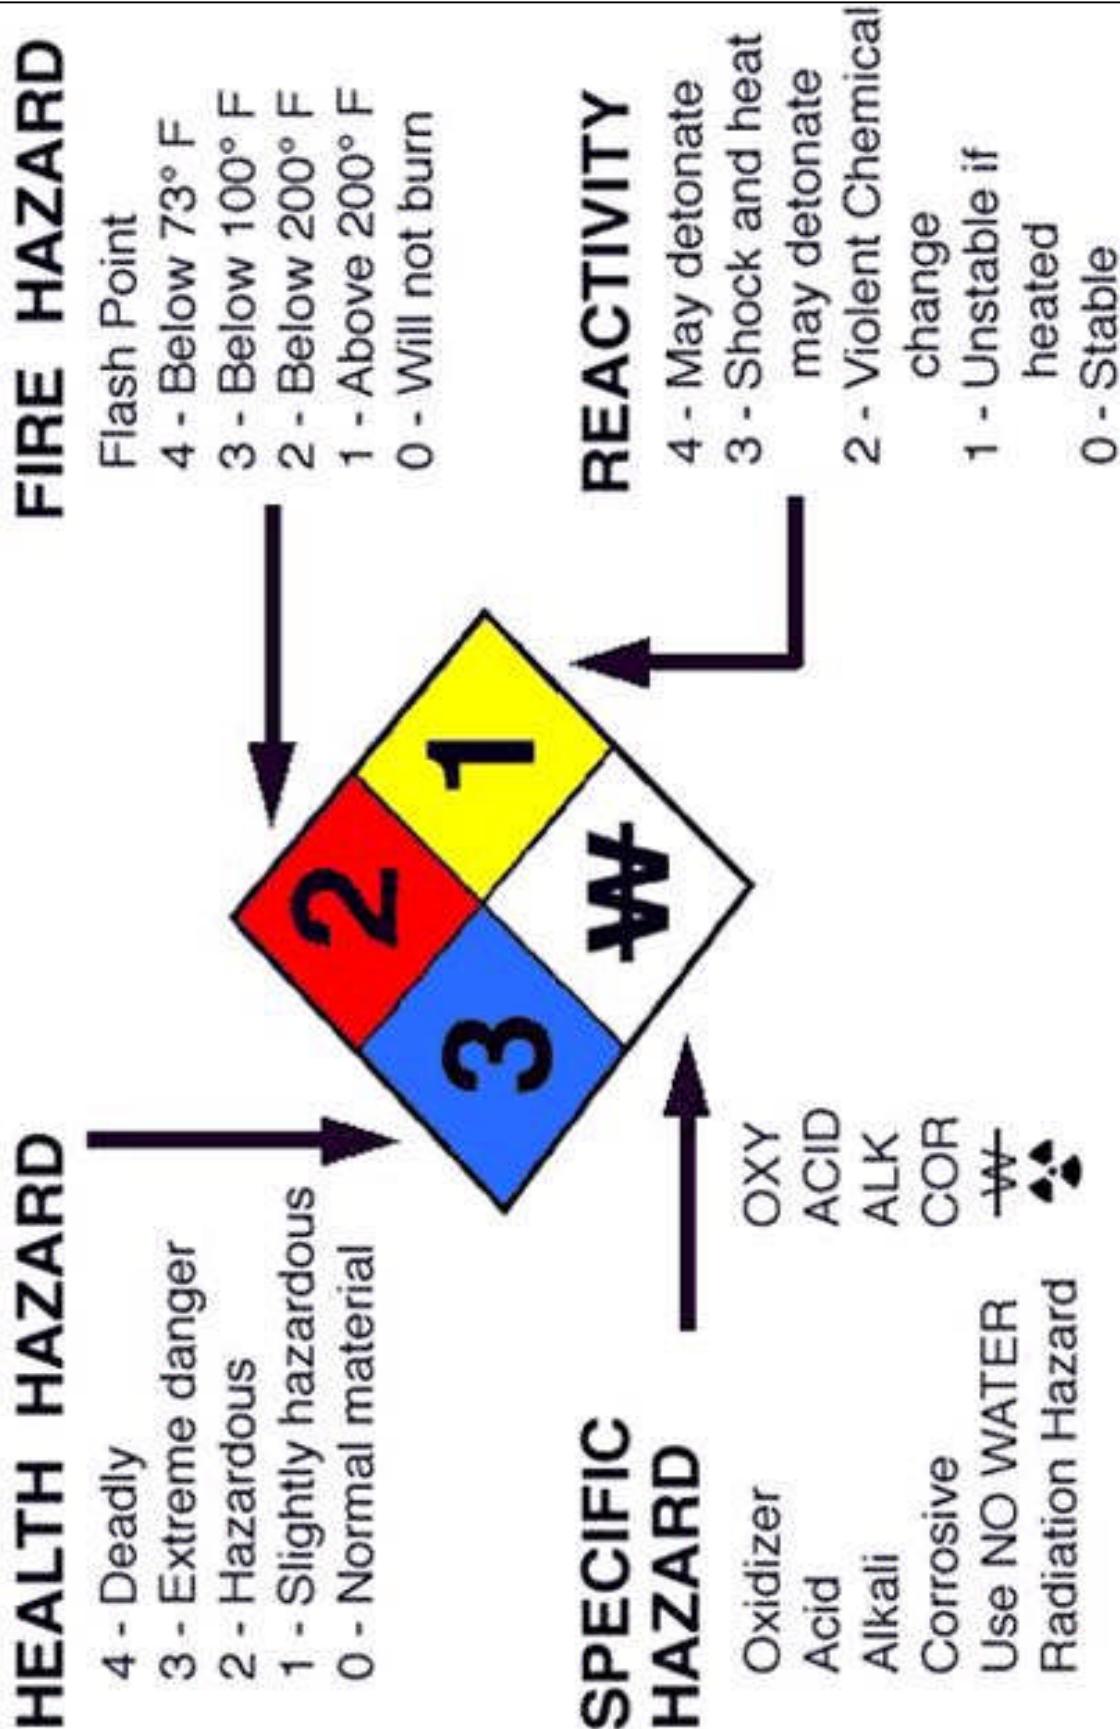 HEALTH HAZARD
4 - Deadly
3 - Extreme danger
2 - Hazardous
1 - Slightly hazardous
0 - Normal material
FIRE HAZARD
Flash Point
4 - Below 73° F
3 - Below 100° F
2 - Below 200° F
1 - Above 200° F
0 - Will not burn
2
3
1
W
SPECIFIC
HAZARD
Oxidizer OXY
Acid ACID
Alkali ALK
Corrosive COR
Use NO WATER W
Radiation Hazard
REACTIVITY
4 - May detonate
3 - Shock and heat
may detonate
2 - Violent Chemical
change
1 - Unstable if
heated
0 - Stable